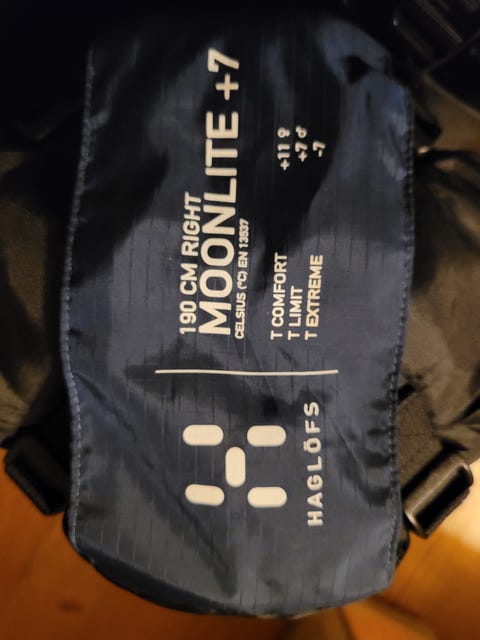 190 CM RIGHT
MOONLITE +7
CELSIUS (°C) EN 13537
T COMFORT +11 ♀
T LIMIT +7 ♂
T EXTREME -7
HAGLÖFS